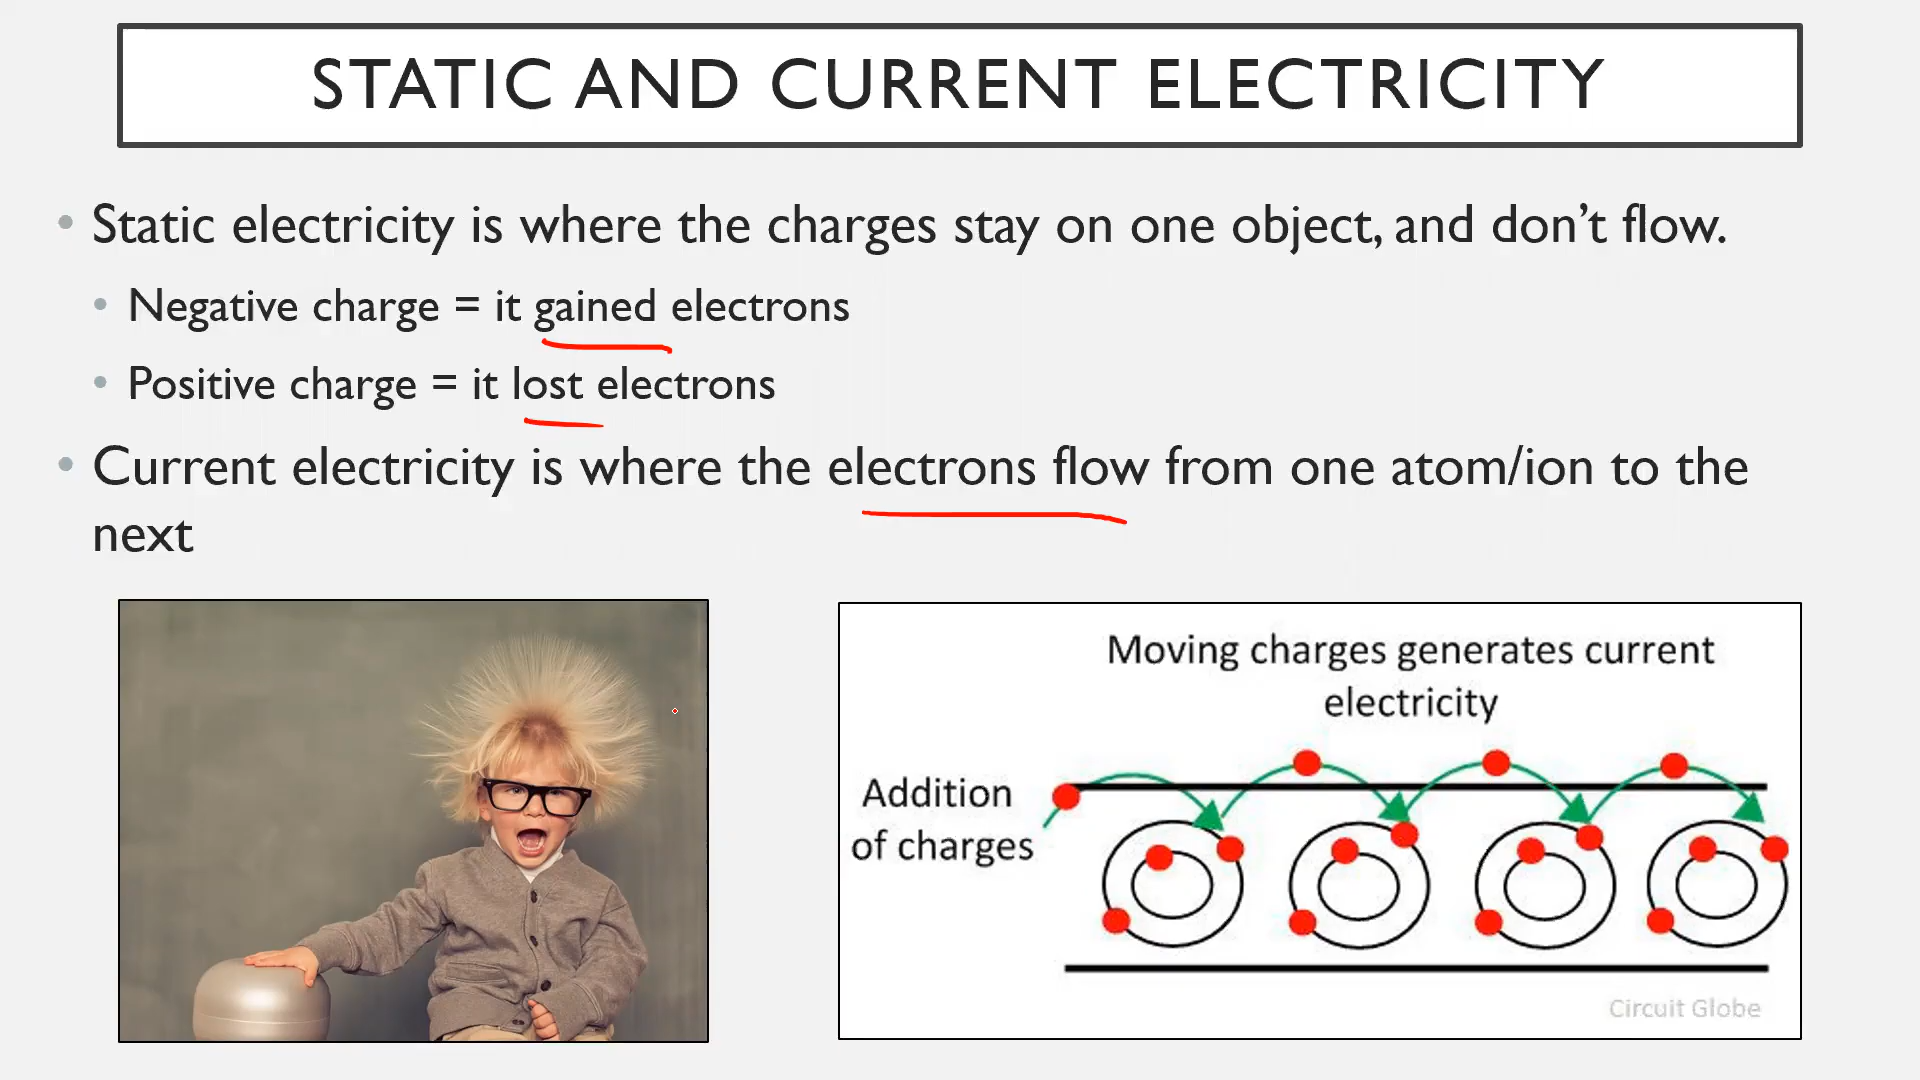 STATIC AND CURRENT ELECTRICITY
• Static electricity is where the charges stay on one object, and don’t flow.
• Negative charge = it gained electrons
• Positive charge = it lost electrons
• Current electricity is where the electrons flow from one atom/ion to the
next
Moving charges generates current
electricity
Addition
of charges
Circuit Globe